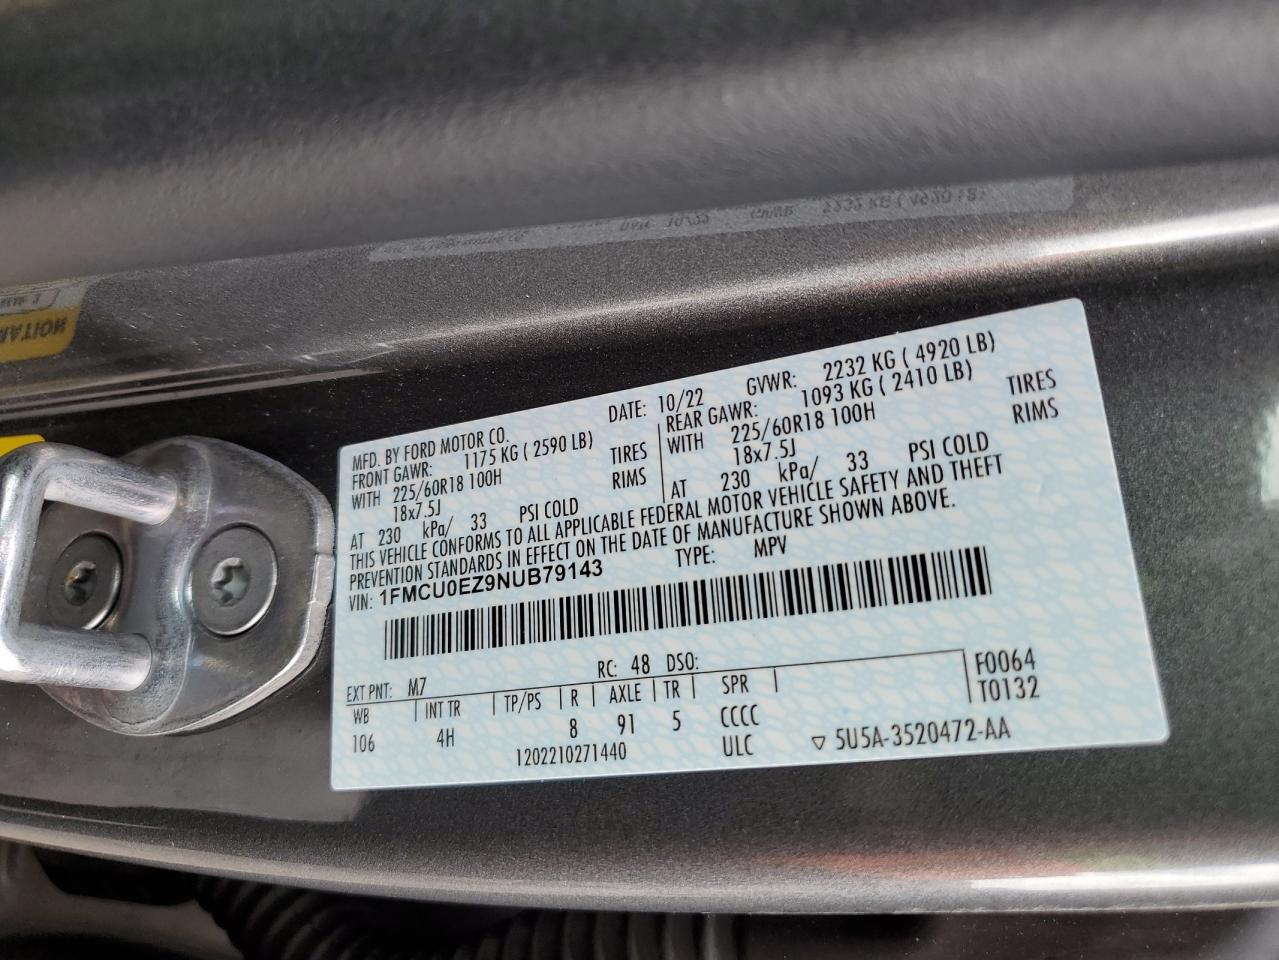 MFD. BY FORD MOTOR CO.
DATE: 10/22 GVWR: 2232 KG ( 4920 LB)
FRONT GAWR: 1175 KG ( 2590 LB)
REAR GAWR: 1093 KG ( 2410 LB)
WITH 225/60R18 100H TIRES
WITH 225/60R18 100H TIRES
18x7.5J RIMS
18x7.5J RIMS
AT 230 kPa/ 33 PSI COLD
AT 230 kPa/ 33 PSI COLD
THIS VEHICLE CONFORMS TO ALL APPLICABLE FEDERAL MOTOR VEHICLE SAFETY AND THEFT
PREVENTION STANDARDS IN EFFECT ON THE DATE OF MANUFACTURE SHOWN ABOVE.
VIN: 1FMCU0EZ9NUB79143 TYPE: MPV
EXT PNT: M7 RC: 48 DSO: F0064
WB INT TR TP/PS R AXLE TR SPR T0132
106 4H 8 91 5 CCCC
1202210271440 ULC ▽ 5U5A-3520472-AA